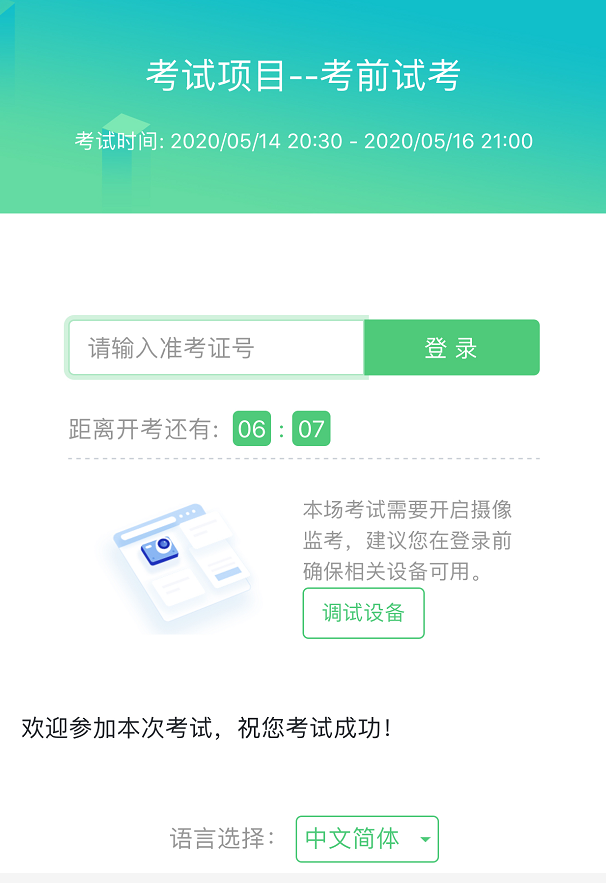 考试项目--考前试考
考试时间: 2020/05/14 20:30 - 2020/05/16 21:00
请输入准考证号
登 录
距离开考还有: 06 : 07
本场考试需要开启摄像
监考，建议您在登录前
确保相关设备可用。
调试设备
欢迎参加本次考试，祝您考试成功！
语言选择： 中文简体